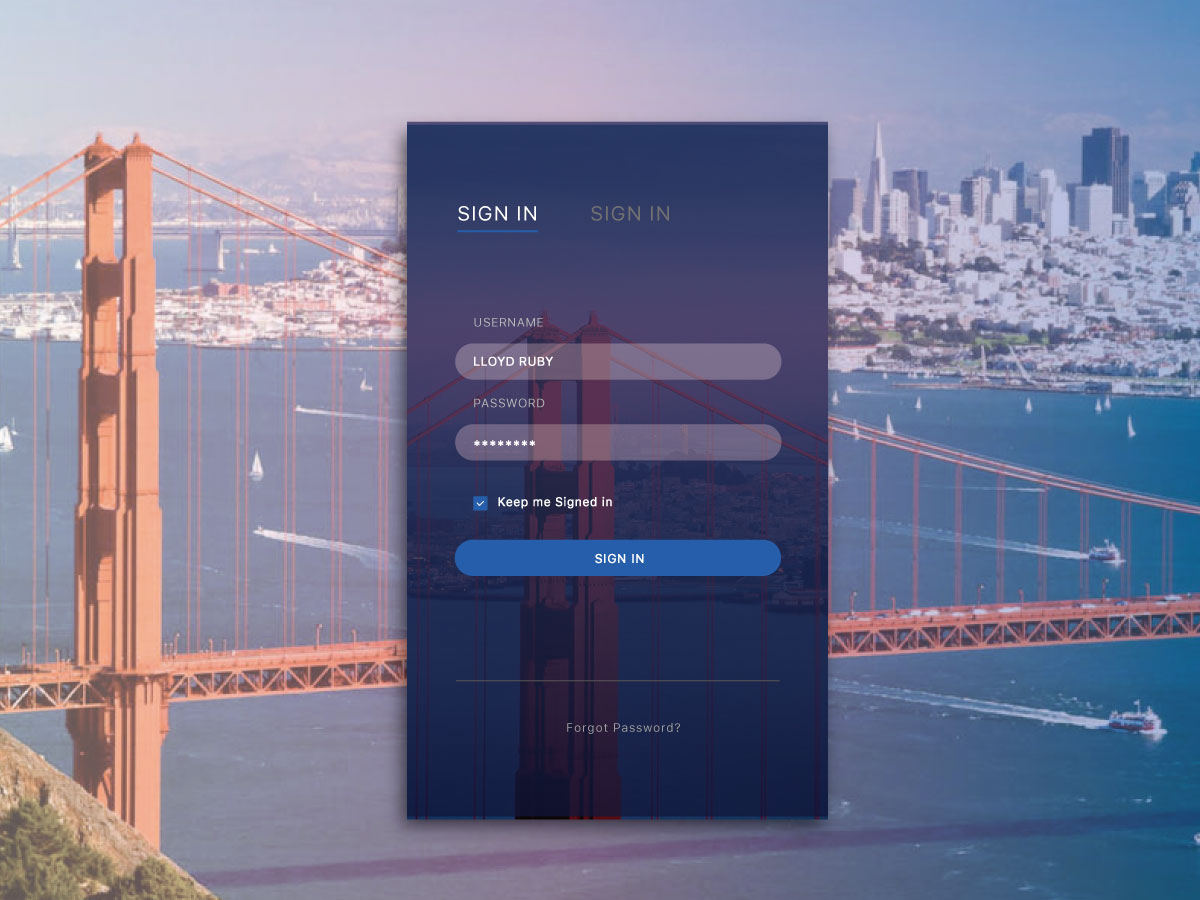 SIGN IN SIGN IN
USERNAME
LLOYD RUBY
PASSWORD
********
Keep me Signed in
SIGN IN
Forgot Password?